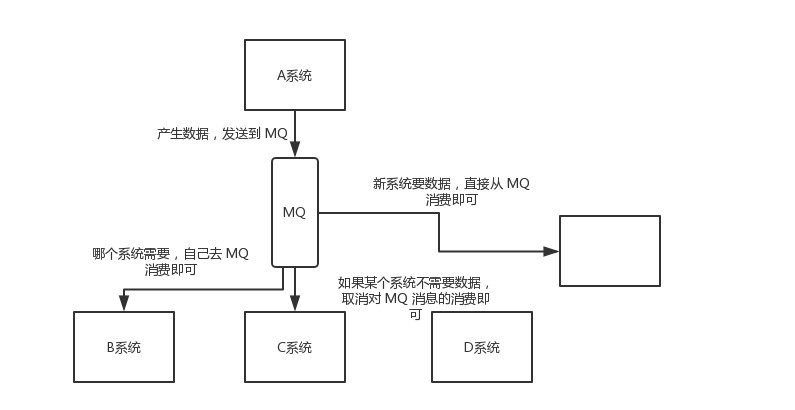 A系统
产生数据，发送到 MQ
新系统要数据，直接从 MQ
消费即可
MQ
哪个系统需要，自己去 MQ
消费即可
如果某个系统不需要数据，
取消对 MQ 消息的消费即
可
B系统
C系统
D系统